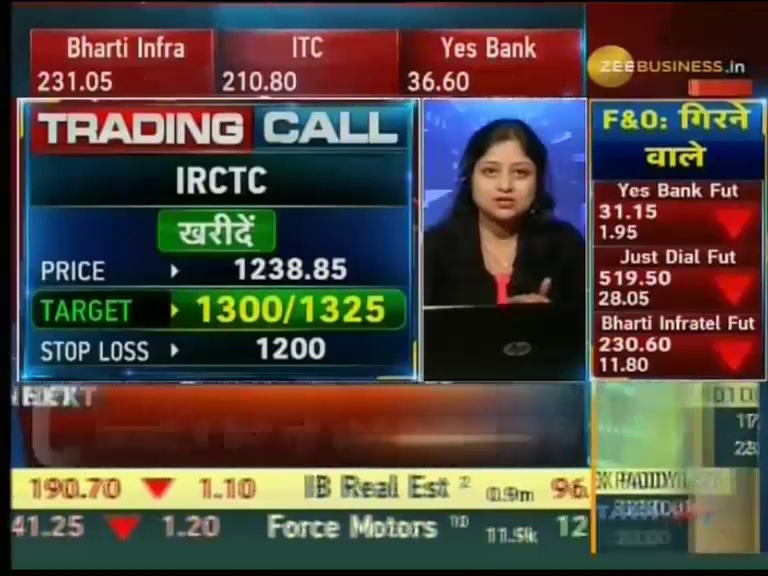 Bharti Infra ITC Yes Bank
231.05 210.80 36.60
ZEEBUSINESS.in
TRADING CALL
IRCTC
खरीदें
PRICE 1238.85
TARGET 1300/1325
STOP LOSS 1200
F&O: गिरने
वाले
Yes Bank Fut
31.15
1.95
Just Dial Fut
519.50
28.05
Bharti Infratel Fut
230.60
11.80
190.70 1.10 IB Real Est 0.9m 96
41.25 1.20 Force Motors 11.9k 12